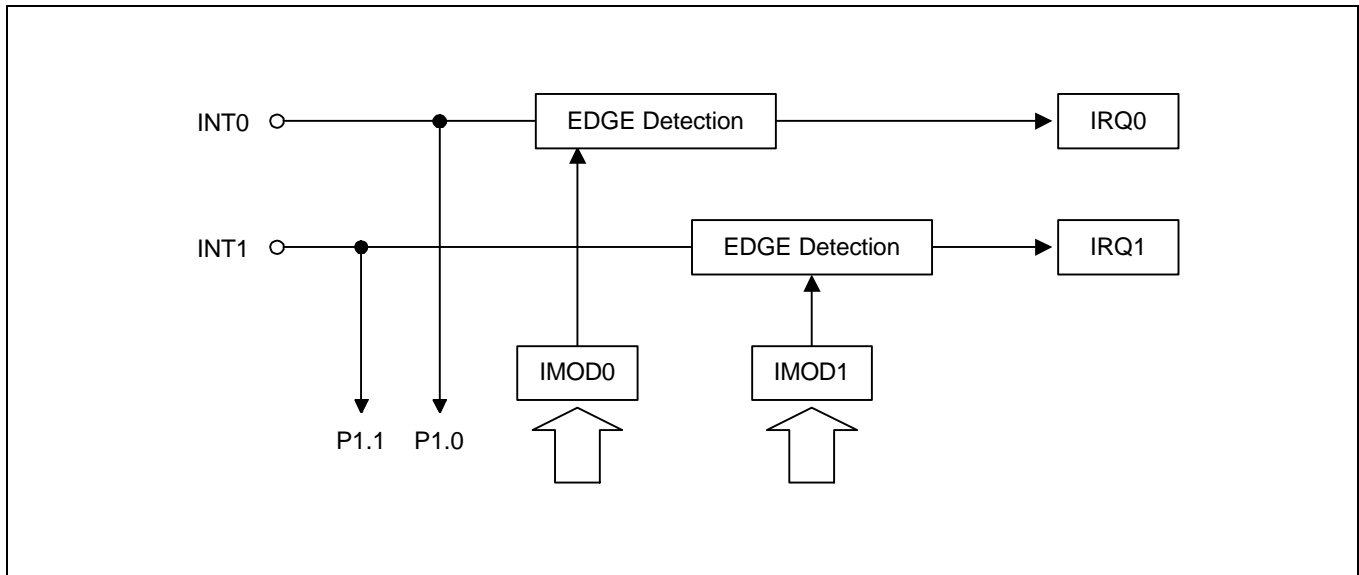 INT0 EDGE Detection IRQ0
INT1 EDGE Detection IRQ1
IMOD0 IMOD1
P1.1 P1.0